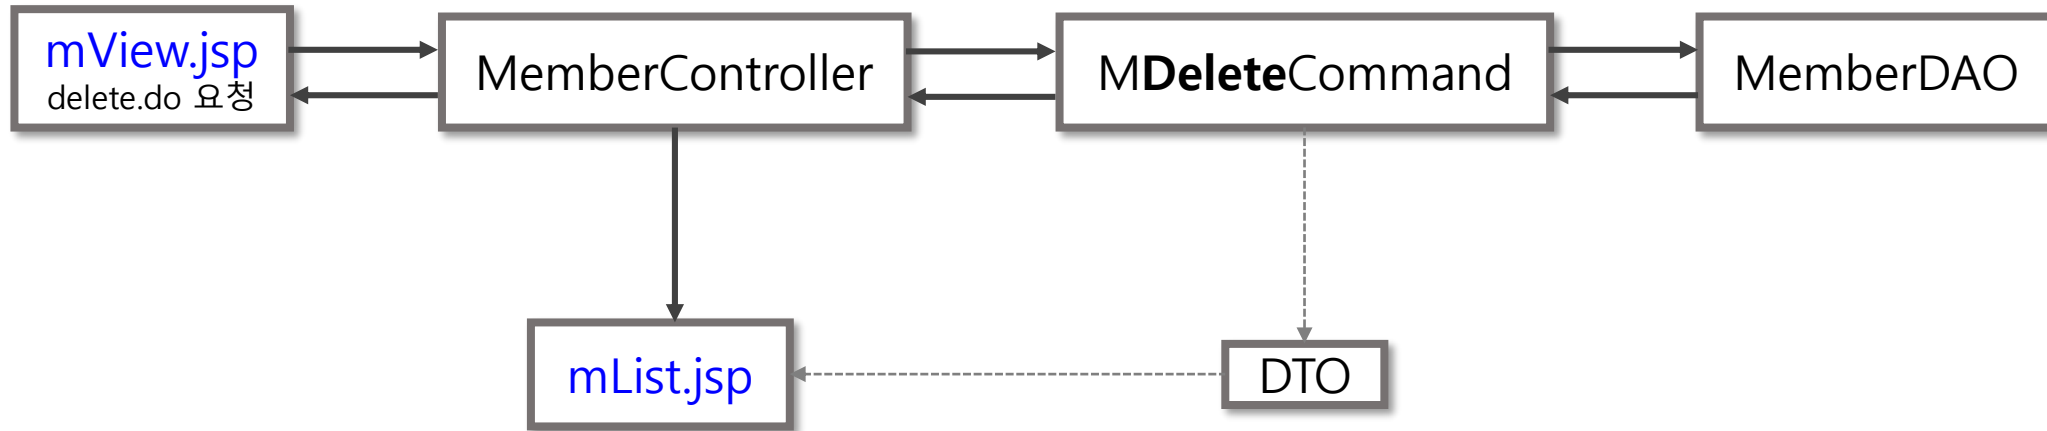 mView.jsp
delete.do 요청
MemberController
MDeleteCommand
MemberDAO
mList.jsp
DTO